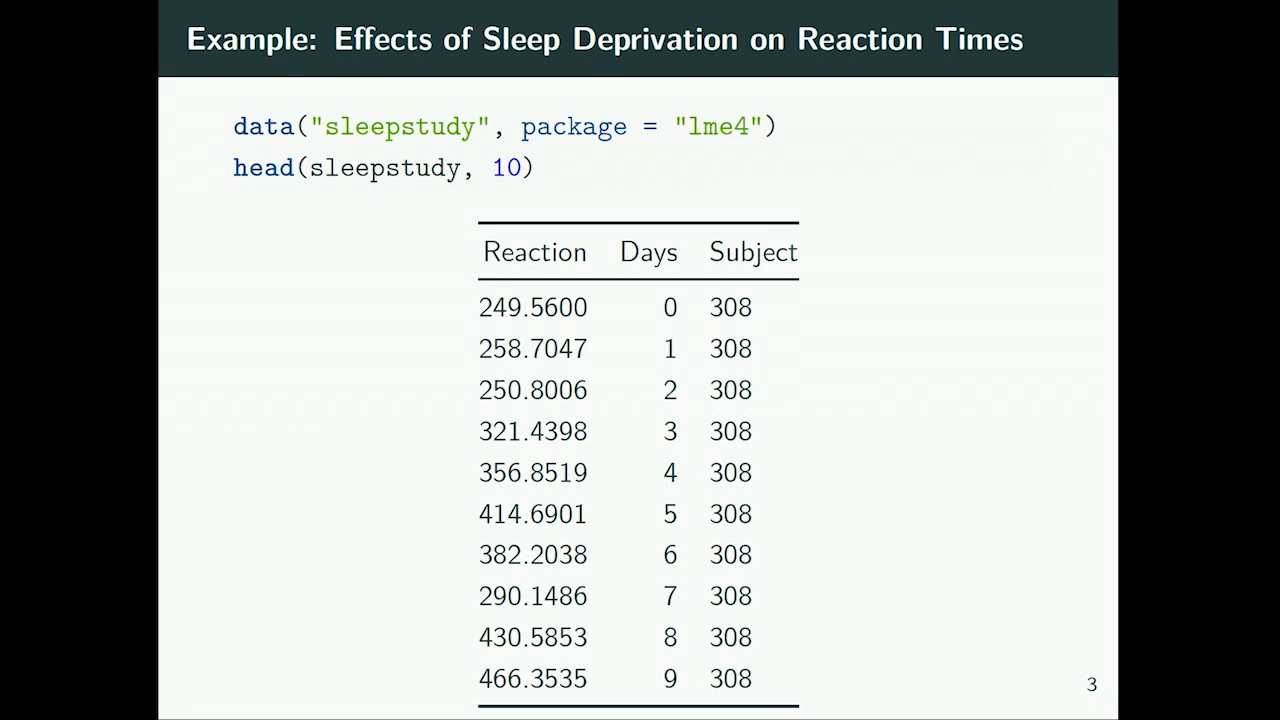 Example: Effects of Sleep Deprivation on Reaction Times
data("sleepstudy", package = "lme4")
head(sleepstudy, 10)
Reaction Days Subject
249.5600 0 308
258.7047 1 308
250.8006 2 308
321.4398 3 308
356.8519 4 308
414.6901 5 308
382.2038 6 308
290.1486 7 308
430.5853 8 308
466.3535 9 308
3